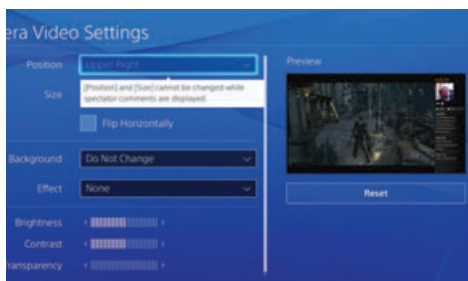 era Video Settings
Position
Upper Right
Preview
[Position] and [Size] cannot be changed while
spectator comments are displayed.
Size
Flip Horizontally
Background
Do Not Change
Effect
None
Reset
Brightness
Contrast
ransparency